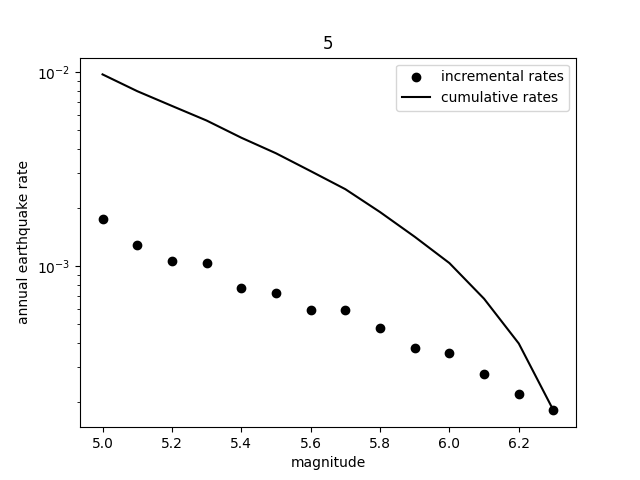 5
incremental rates
cumulative rates
annual earthquake rate
10^{-2}
10^{-3}
5.0 5.2 5.4 5.6 5.8 6.0 6.2
magnitude